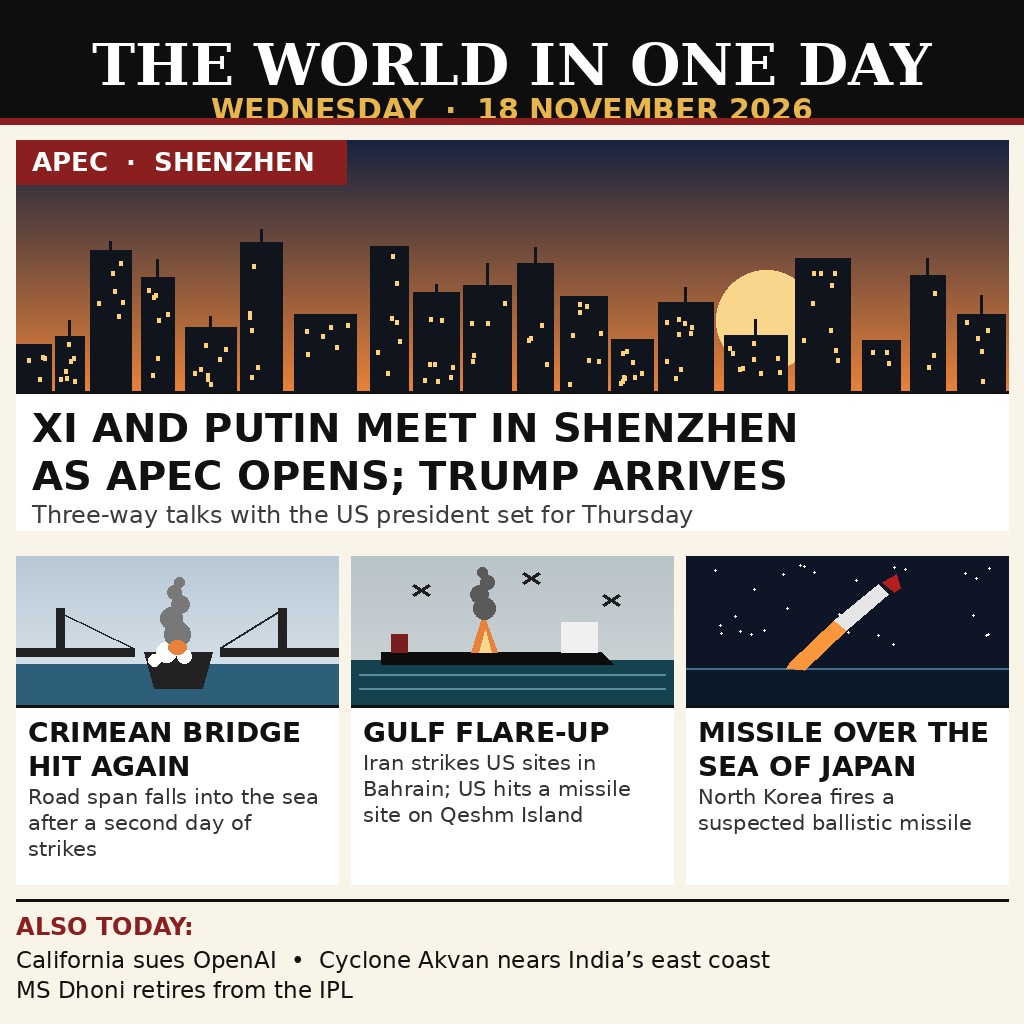 THE WORLD IN ONE DAY
WEDNESDAY · 18 NOVEMBER 2026
APEC · SHENZHEN
XI AND PUTIN MEET IN SHENZHEN
AS APEC OPENS; TRUMP ARRIVES
Three-way talks with the US president set for Thursday
CRIMEAN BRIDGE
HIT AGAIN
Road span falls into the sea
after a second day of
strikes
GULF FLARE-UP
Iran strikes US sites in
Bahrain; US hits a missile
site on Qeshm Island
MISSILE OVER THE
SEA OF JAPAN
North Korea fires a
suspected ballistic missile
ALSO TODAY:
California sues OpenAI • Cyclone Akvan nears India’s east coast
MS Dhoni retires from the IPL